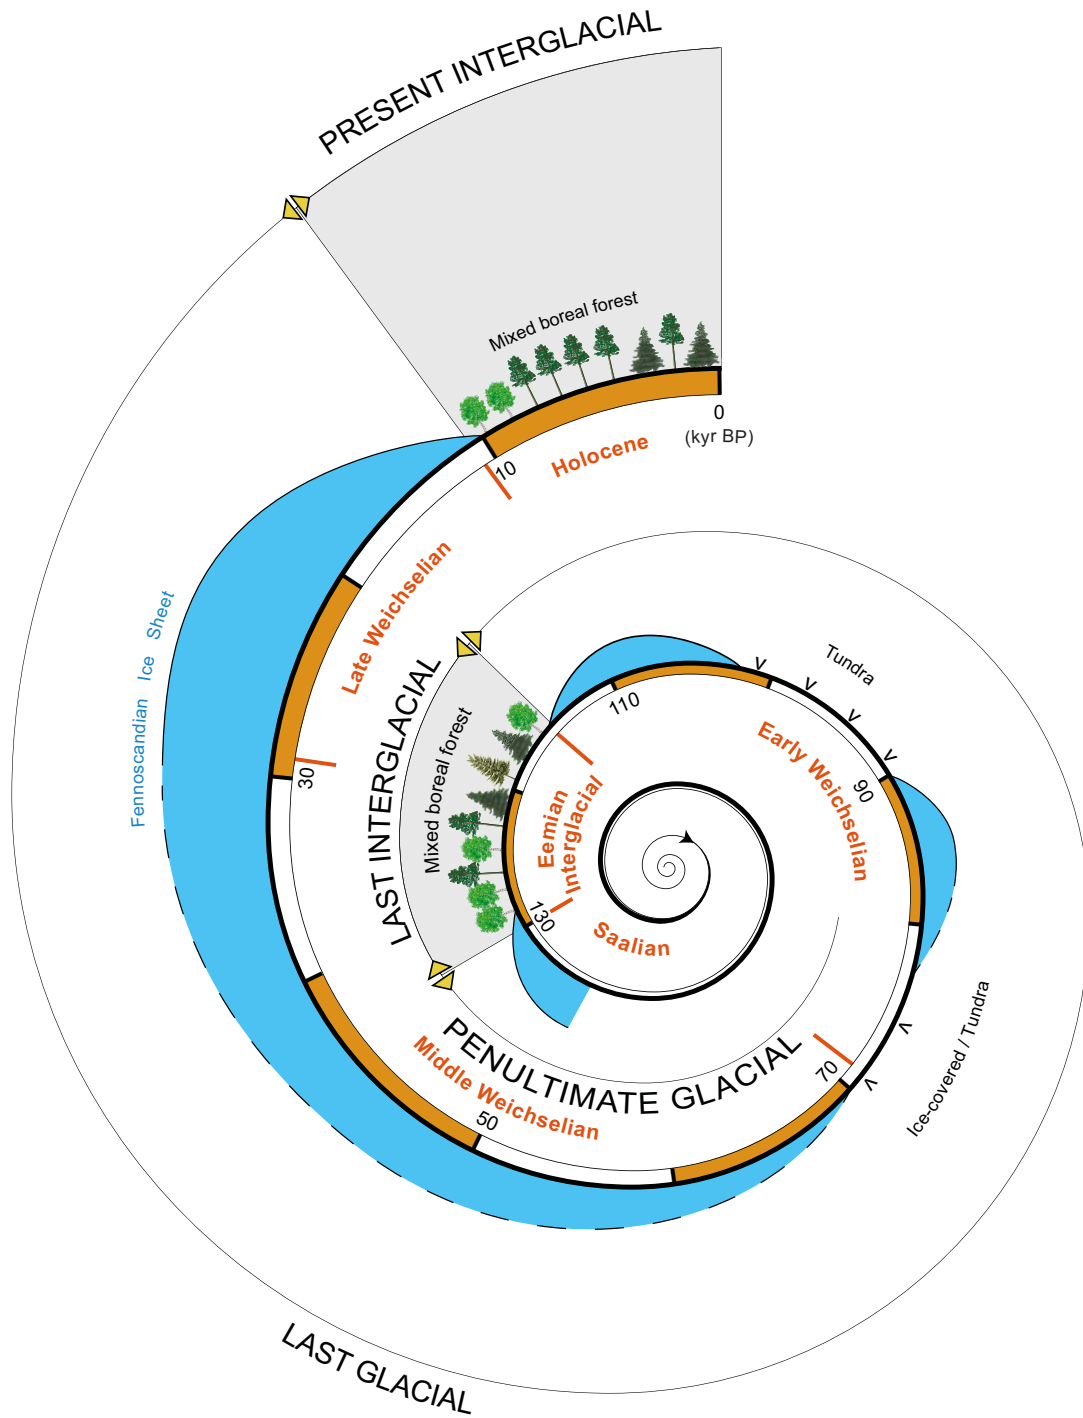 PRESENT INTERGLACIAL
Mixed boreal forest
0
(kyr BP)
Holocene
10
Late Weichselian
Fennoscandian Ice Sheet
30
LAST INTERGLACIAL
Mixed boreal forest
Eemian
Interglacial
110
Tundra
Early Weichselian
90
130
Saalian
PENULTIMATE GLACIAL
Middle Weichselian
70
Ice-covered / Tundra
50
LAST GLACIAL